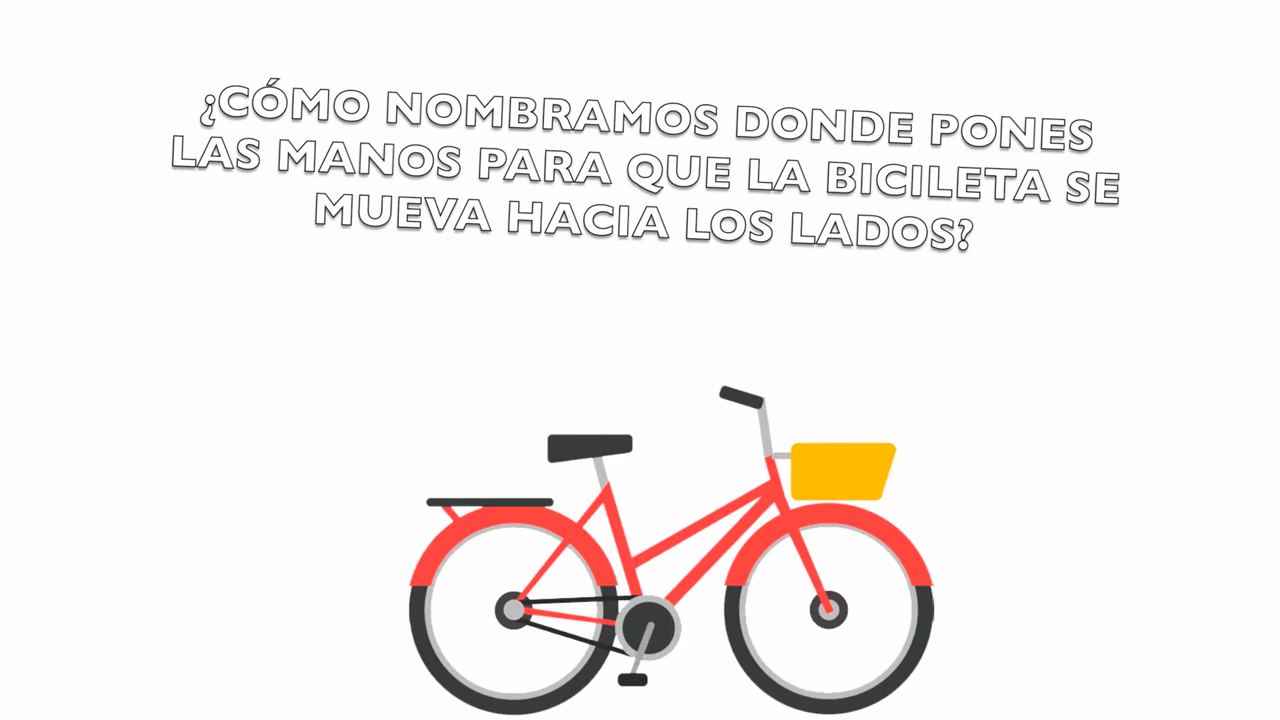 ¿CÓMO NOMBRAMOS DONDE PONES
LAS MANOS PARA QUE LA BICILETA SE
MUEVA HACIA LOS LADOS?